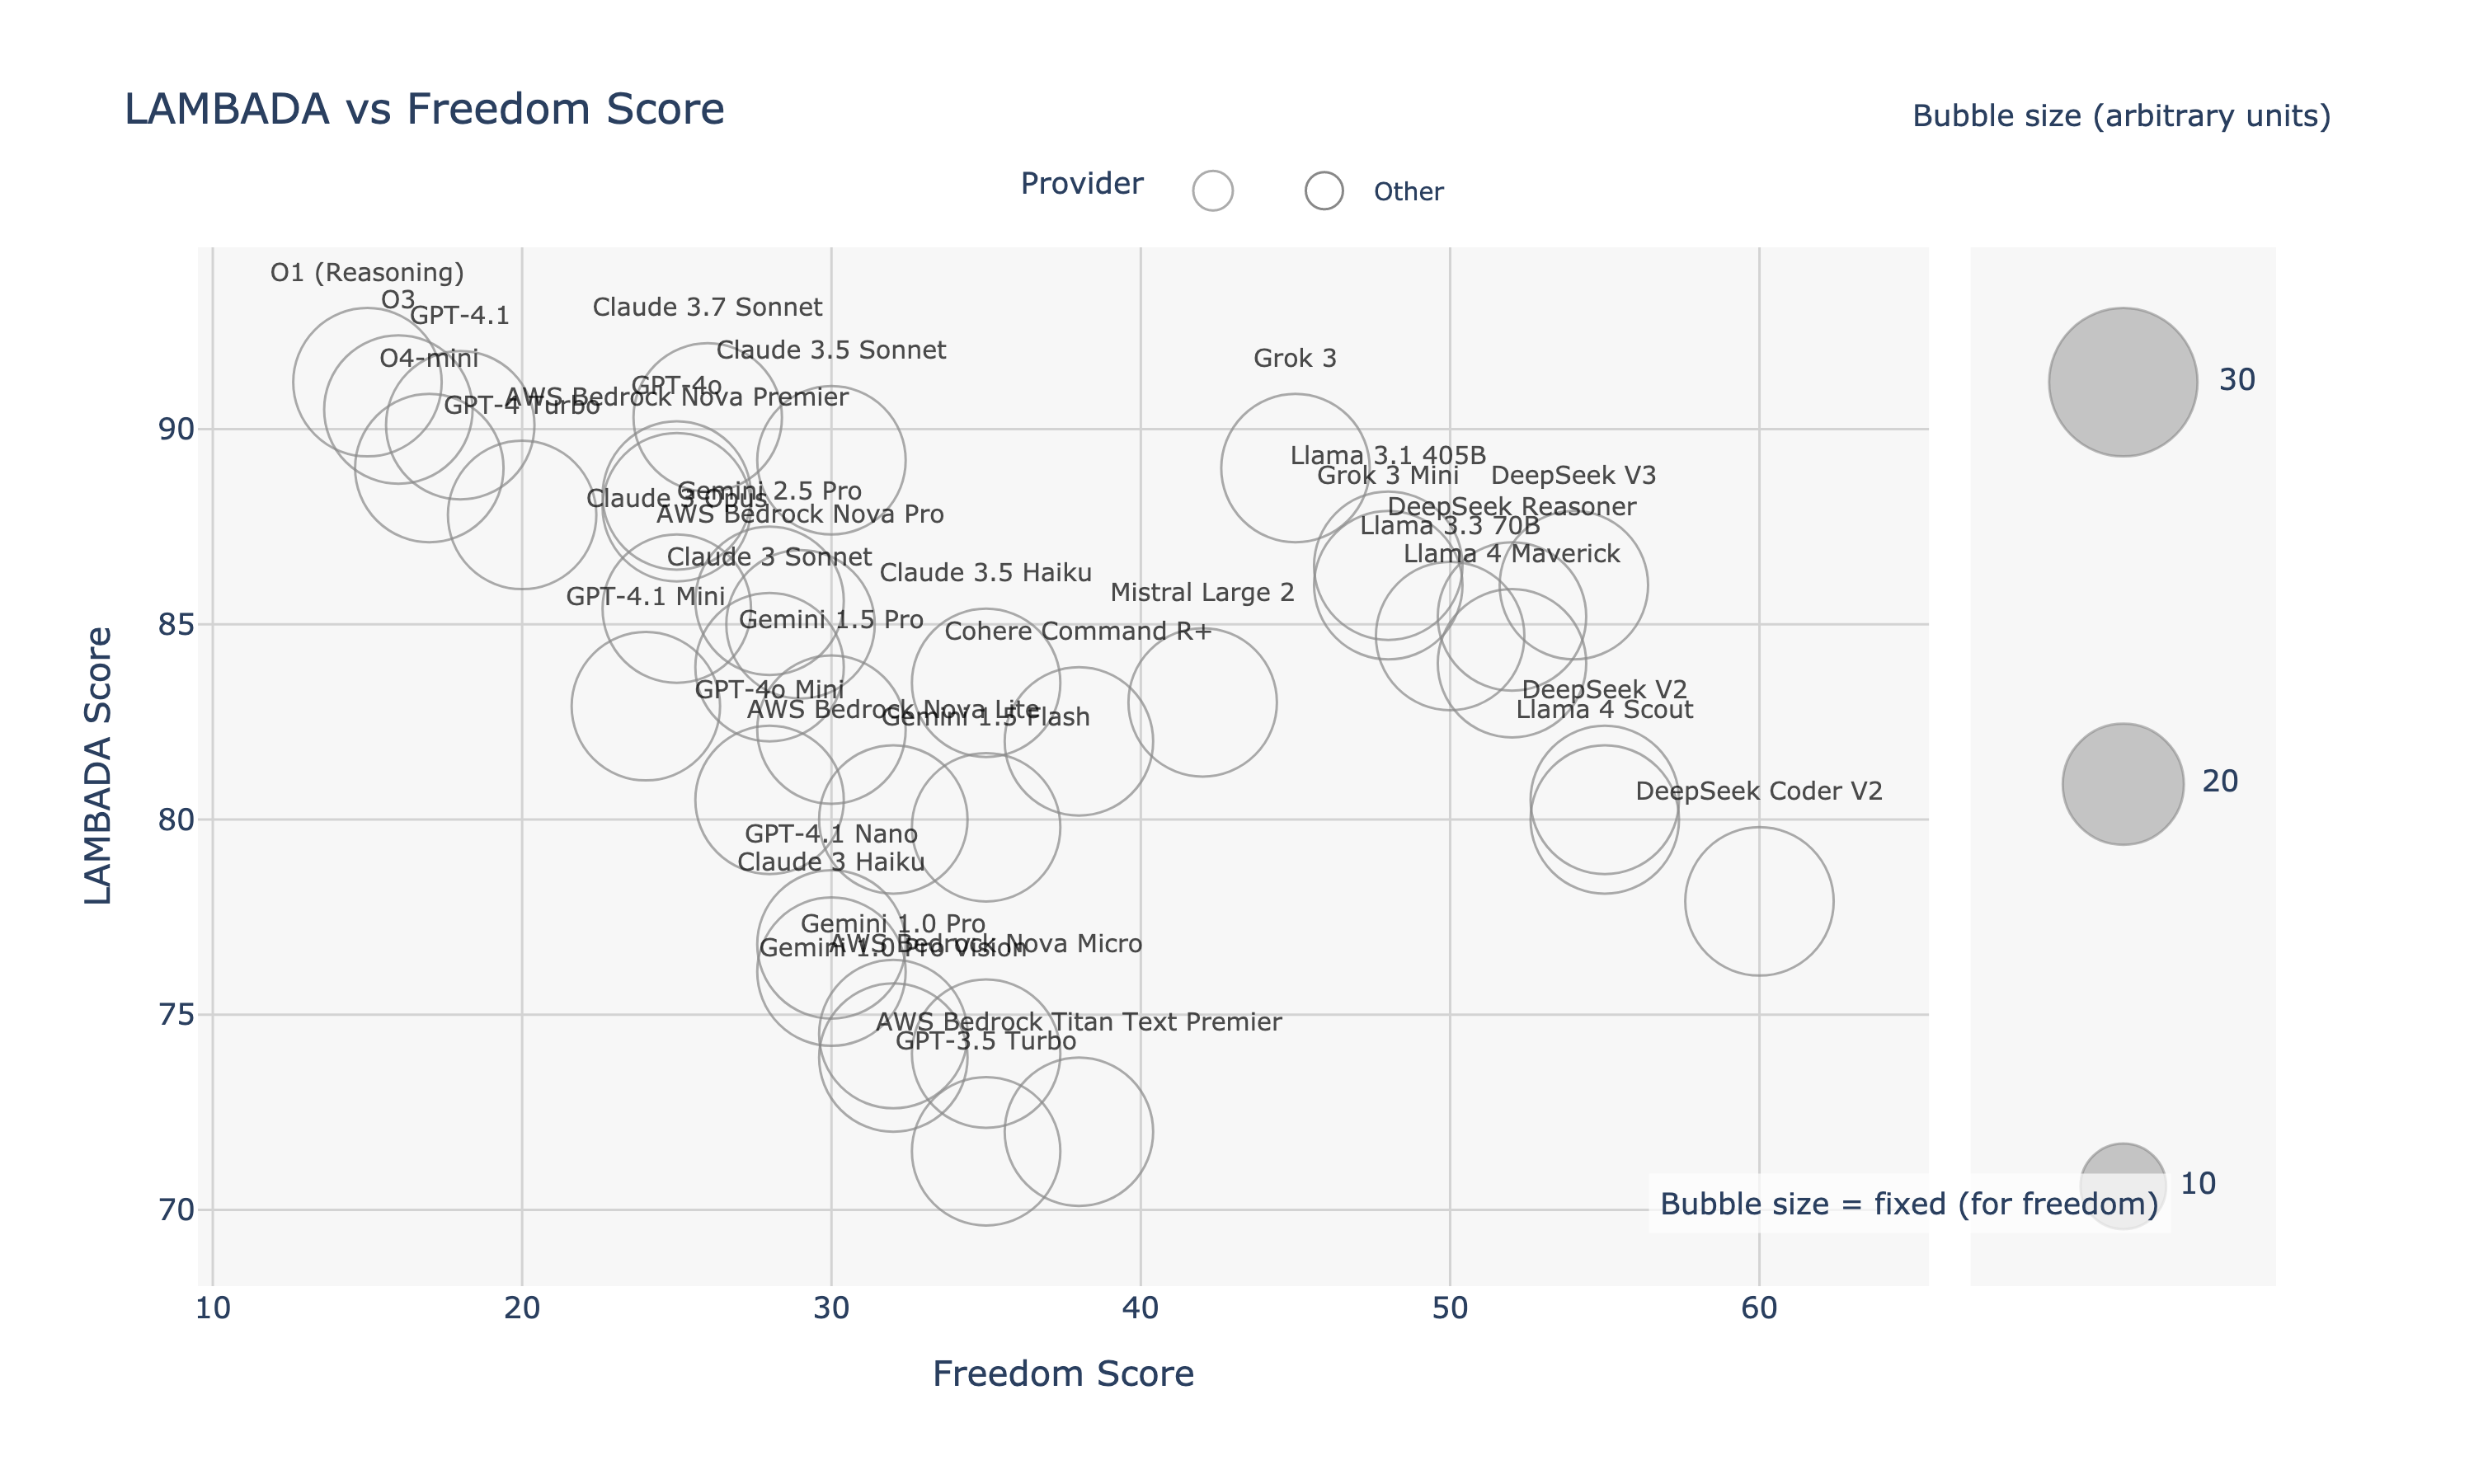 LAMBADA vs Freedom Score
Bubble size (arbitrary units)
Provider
Other
O1 (Reasoning)
O3
GPT-4.1
Claude 3.7 Sonnet
Claude 3.5 Sonnet
O4-mini
Grok 3
GPT-4o
AWS Bedrock Nova Premier
GPT-4 Turbo
Llama 3.1 405B
Grok 3 Mini
DeepSeek V3
Gemini 2.5 Pro
Claude 3 Opus
DeepSeek Reasoner
AWS Bedrock Nova Pro
Llama 3.3 70B
Claude 3 Sonnet
Llama 4 Maverick
Claude 3.5 Haiku
GPT-4.1 Mini
Mistral Large 2
Gemini 1.5 Pro
Cohere Command R+
GPT-4o Mini
DeepSeek V2
AWS Bedrock Nova Lite
Llama 4 Scout
Gemini 1.5 Flash
DeepSeek Coder V2
GPT-4.1 Nano
Claude 3 Haiku
Gemini 1.0 Pro
AWS Bedrock Nova Micro
Gemini 1.0 Pro Vision
AWS Bedrock Titan Text Premier
GPT-3.5 Turbo
90
85
80
75
70
LAMBADA Score
10
20
30
40
50
60
Freedom Score
30
20
10
Bubble size = fixed (for freedom)